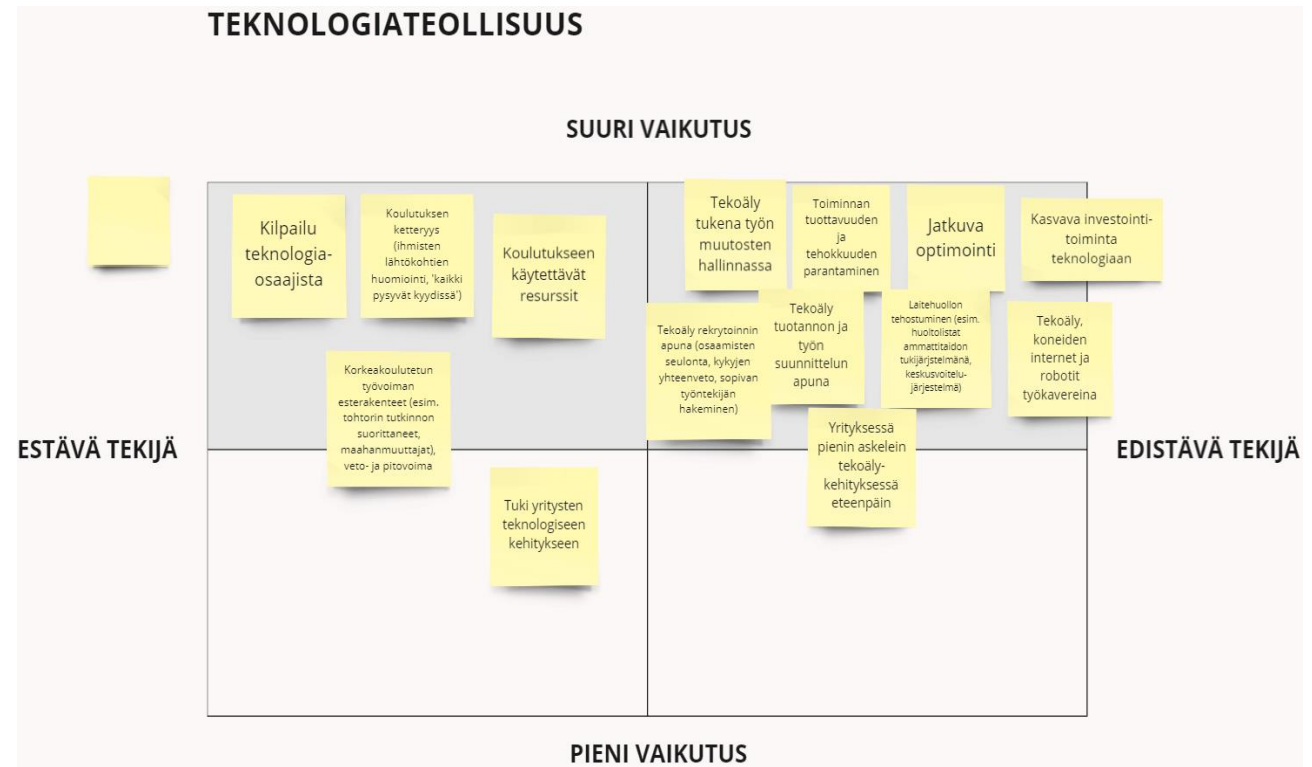 TEKNOLOGIATEOLLISUUS
SUURI VAIKUTUS
Kilpailu
teknologia-
osaajista
Koulutuksen
ketteryys
(ihmisten
lähtökohtien
huomiointi, 'kaikki
pysyvät kyydissä')
Koulutukseen
käytettävät
resurssit
Tekoäly
tukena työn
muutosten
hallinnassa
Toiminnan
tuottavuuden
ja
tehokkuuden
parantaminen
Jatkuva
optimointi
Kasvava investointi-
toiminta
teknologiaan
Korkeakoulutetun
työvoiman
esterakenteet (esim.
tohtorin tutkinnon
suorittaneet,
maahanmuuttajat),
veto- ja pitovoima
Tekoäly rekrytoinnin
apuna (osaamisten
seulonta, kykyjen
yhteenveto, sopivan
työntekijän
hakeminen)
Tekoäly
tuotannon ja
työn
suunnittelun
apuna
Laitehuollon
tehostuminen (esim.
huoltolistat
ammattitaidon
tukijärjstelmänä,
keskusvoitelu-
järjestelmä)
Tekoäly,
koneiden
internet ja
robotit
työkavereina
ESTÄVÄ TEKIJÄ
EDISTÄVÄ TEKIJÄ
Yrityksessä
pienin askelein
tekoäly-
kehityksessä
eteenpäin
Tuki yritysten
teknologiseen
kehitykseen
PIENI VAIKUTUS